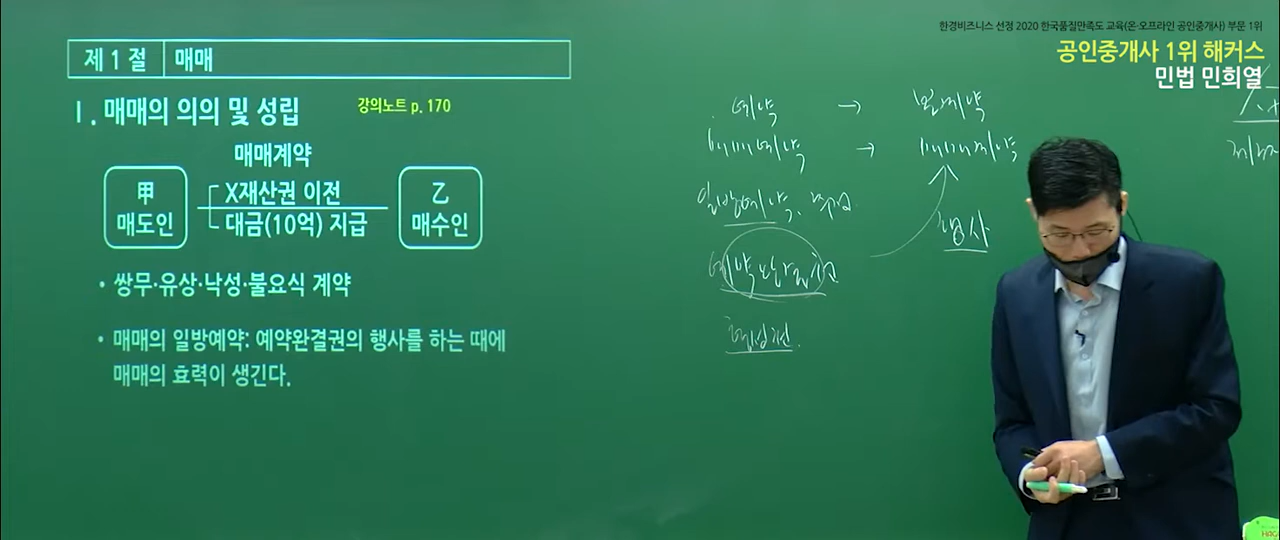 한경비즈니스 선정 2020 한국품질만족도 교육(온·오프라인 공인중개사) 부문 1위
공인중개사 1위 해커스
민법 민희열
제 1 절 매매
Ⅰ. 매매의 의의 및 성립
강의노트 p. 170
매매계약
甲
매도인
X재산권 이전
대금(10억) 지급
乙
매수인
• 쌍무·유상·낙성·불요식 계약
• 매매의 일방예약: 예약완결권의 행사를 하는 때에
매매의 효력이 생긴다.
예약 → 본계약
매매예약 → 매매계약
일방예약. 추정
예약완결권
행사
형성권.